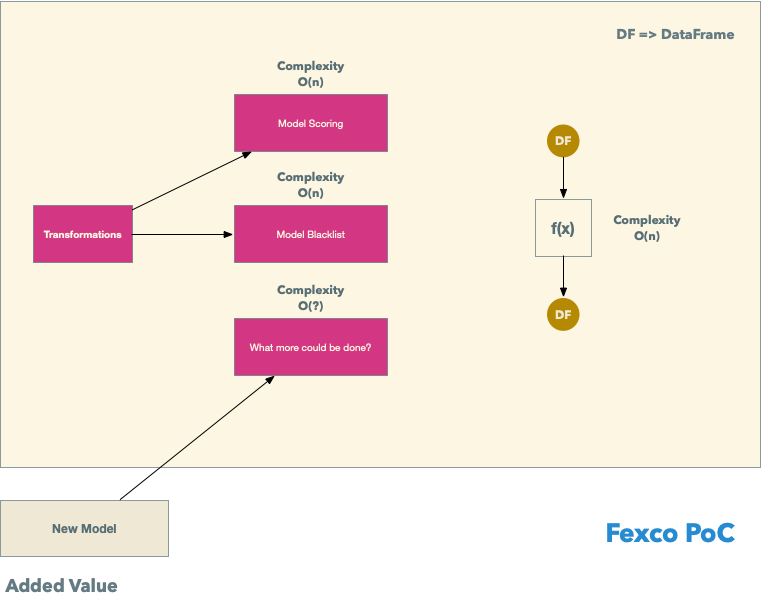 DF => DataFrame
Complexity
O(n)
Model Scoring
DF
Complexity
O(n)
Transformations
Model Blacklist
f(x)
Complexity
O(n)
Complexity
O(?)
DF
What more could be done?
New Model
Fexco PoC
Added Value